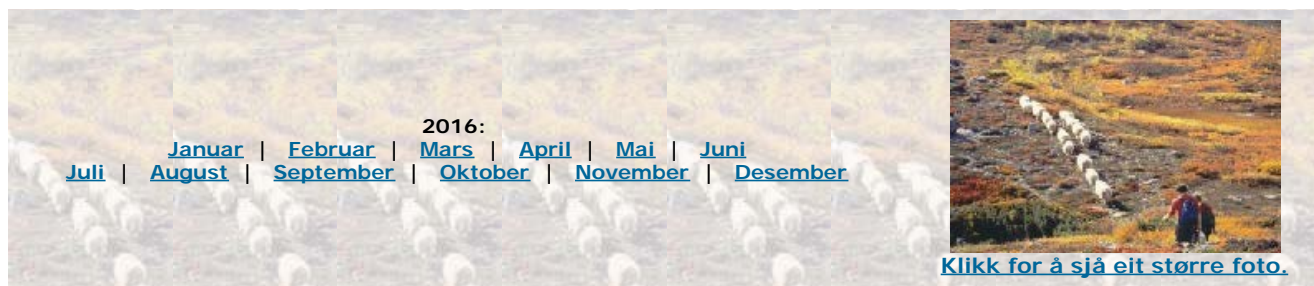 2016:
Januar | Februar | Mars | April | Mai | Juni
Juli | August | September | Oktober | November | Desember
Klikk for å sjå eit større foto.